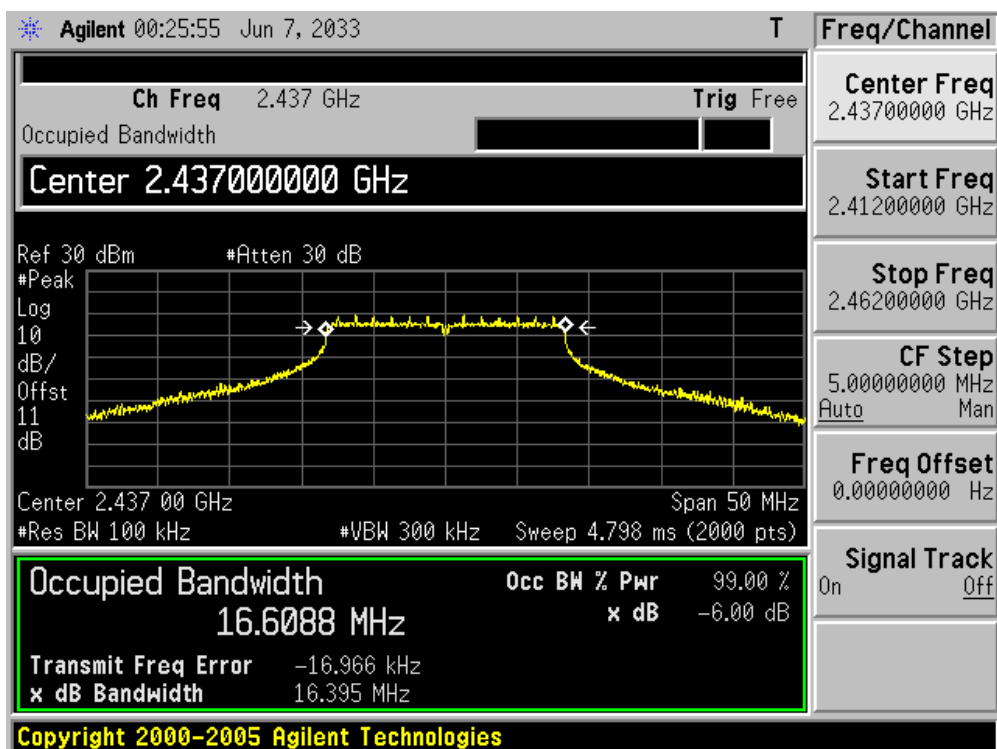 Agilent 00:25:55 Jun 7, 2033 T
Freq/Channel
Ch Freq 2.437 GHz Trig Free
Occupied Bandwidth
Center 2.437000000 GHz
Ref 30 dBm #Atten 30 dB
#Peak
Log
10
dB/
Offst
11
dB
Center 2.437 00 GHz Span 50 MHz
#Res BW 100 kHz #VBW 300 kHz Sweep 4.798 ms (2000 pts)
Occupied Bandwidth
16.6088 MHz
Occ BW % Pwr 99.00 %
x dB -6.00 dB
Transmit Freq Error -16.966 kHz
x dB Bandwidth 16.395 MHz
Center Freq
2.43700000 GHz
Start Freq
2.41200000 GHz
Stop Freq
2.46200000 GHz
CF Step
5.00000000 MHz
Auto Man
Freq Offset
0.00000000 Hz
Signal Track
On Off
Copyright 2000-2005 Agilent Technologies